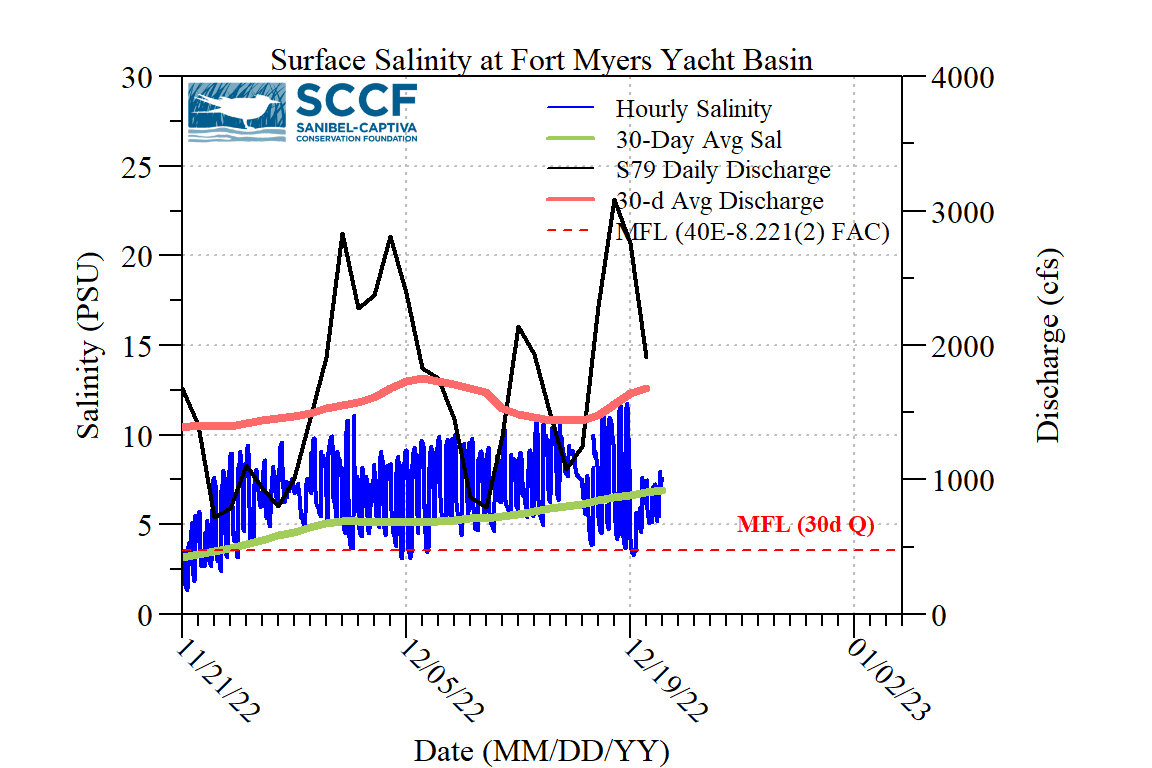 Surface Salinity at Fort Myers Yacht Basin
SCCF
SANIBEL-CAPTIVA
CONSERVATION FOUNDATION
Hourly Salinity
30-Day Avg Sal
S79 Daily Discharge
30-d Avg Discharge
MFL (40E-8.221(2) FAC)
30
25
20
15
10
5
0
Salinity (PSU)
4000
3000
2000
1000
0
Discharge (cfs)
MFL (30d Q)
11/21/22
12/05/22
12/19/22
01/02/23
Date (MM/DD/YY)